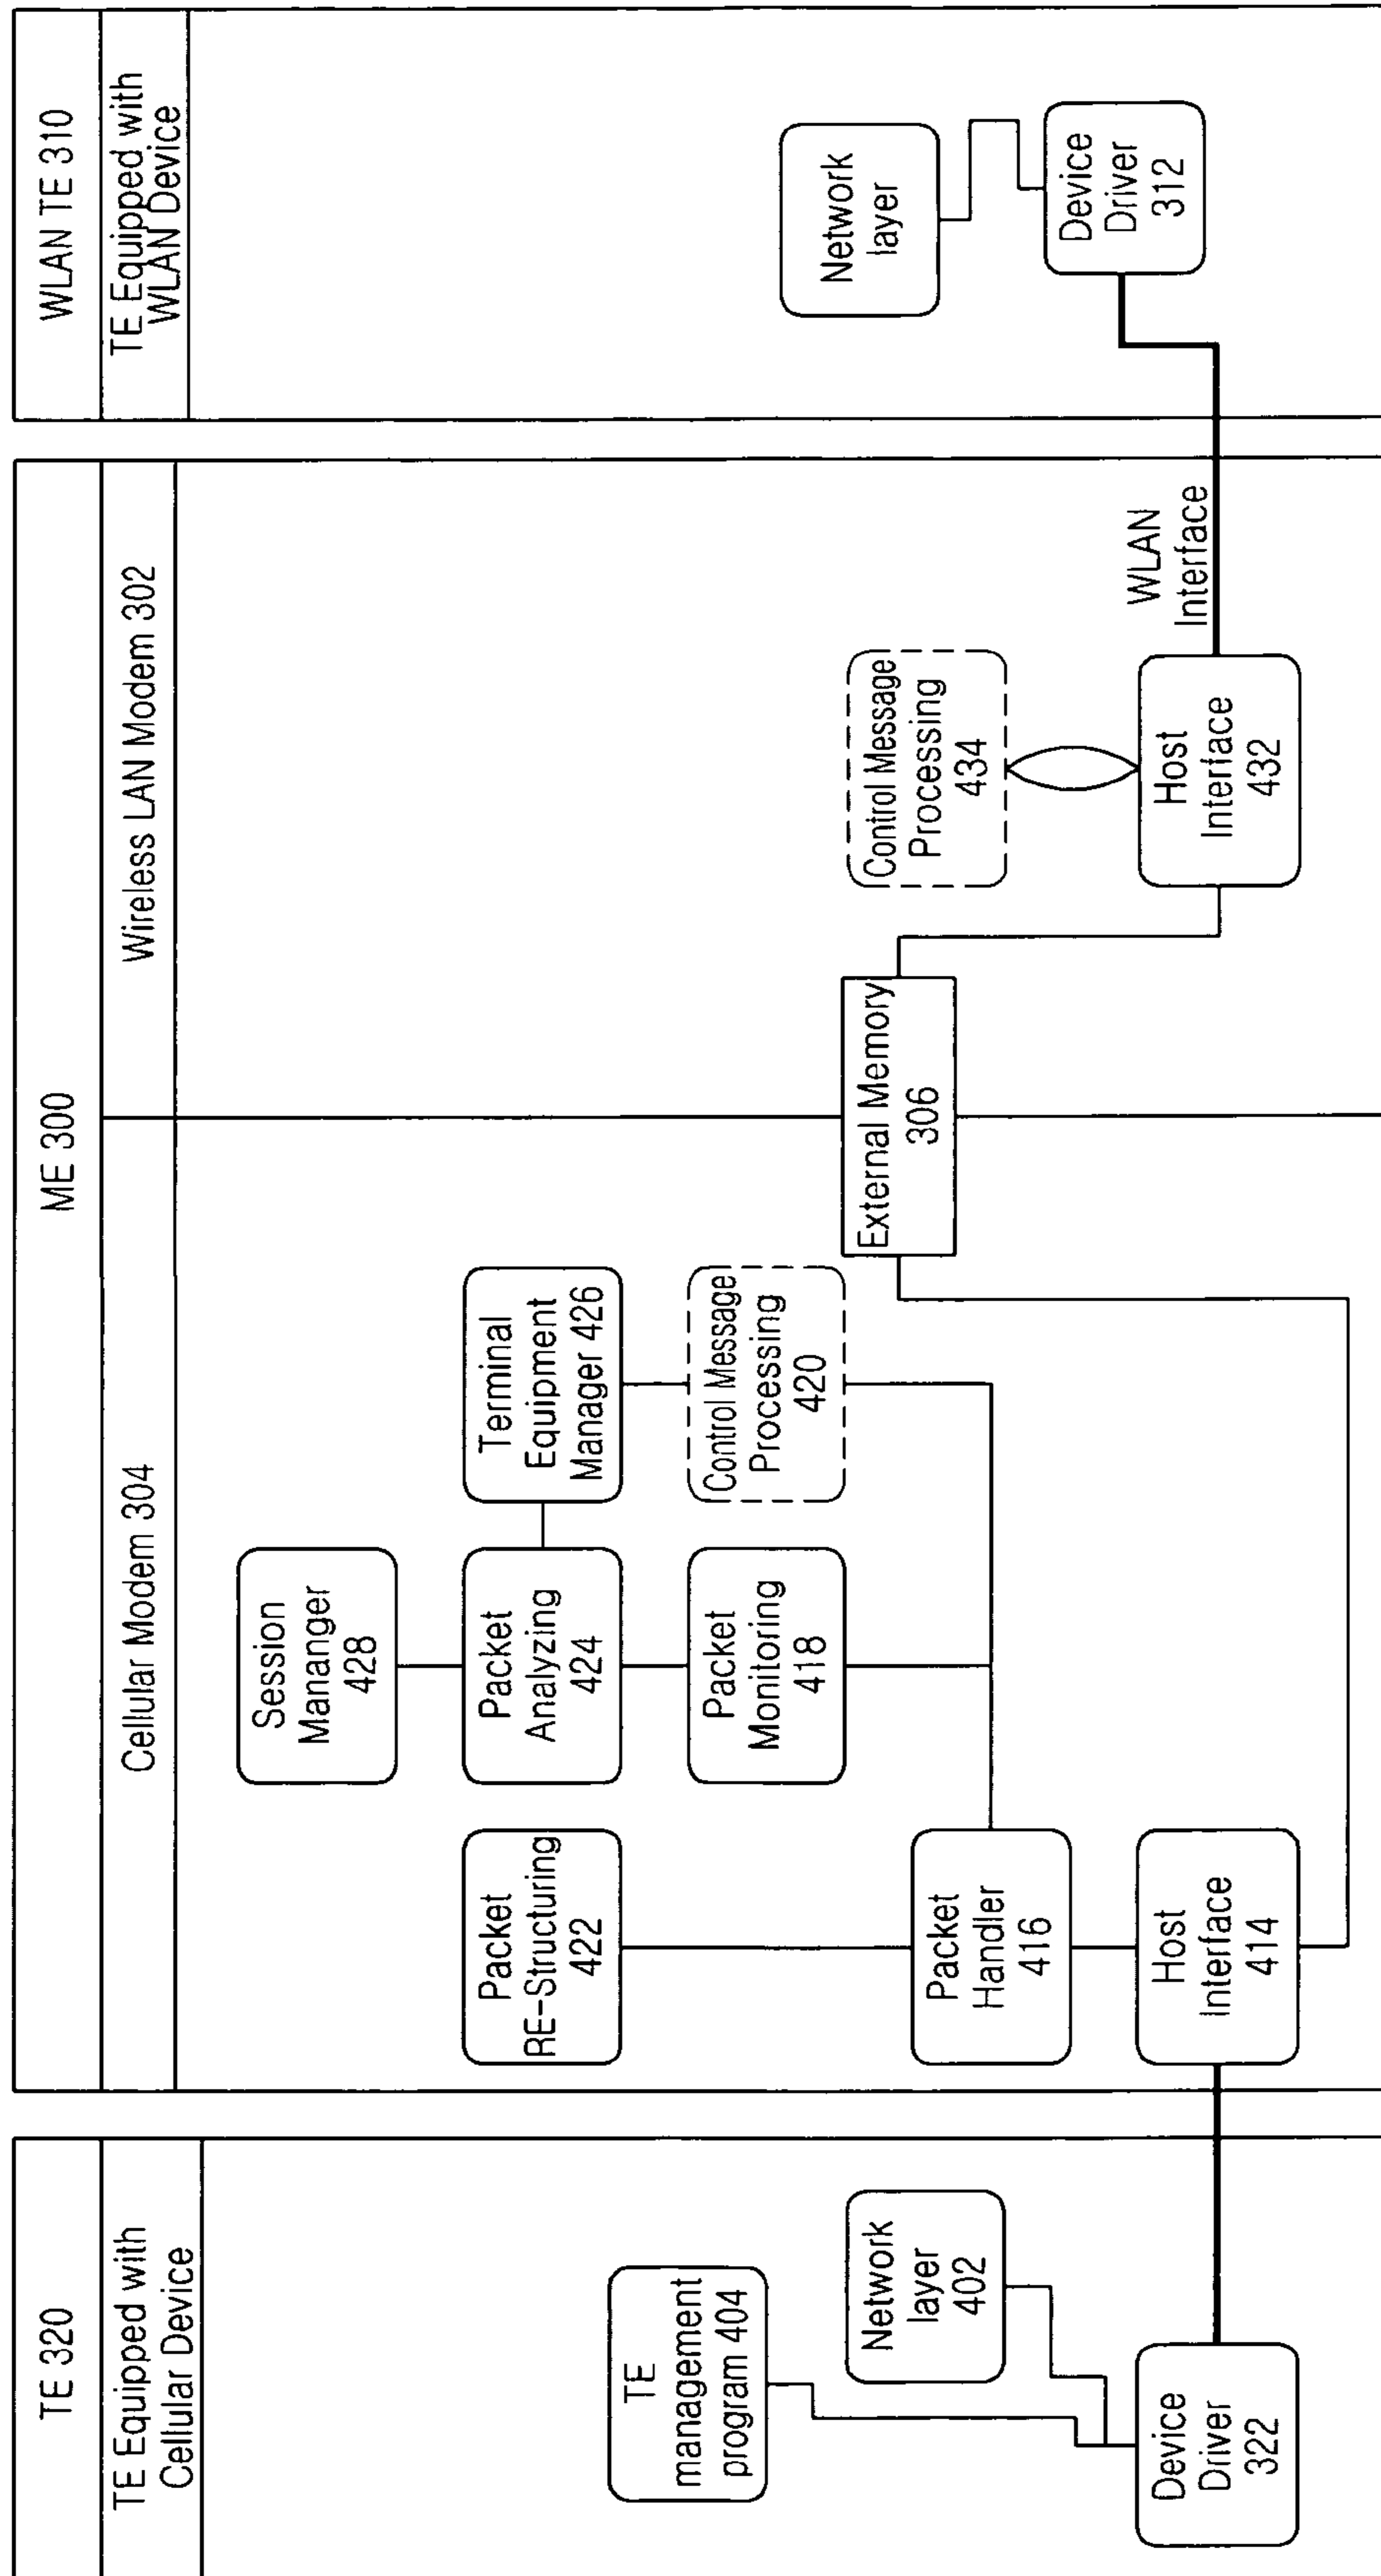 TE 320
TE Equipped with
Cellular Device
TE
management
program 404
Network
layer
402
Device
Driver
322
ME 300
Cellular Modem 304
Session
Mananger
428
Packet
RE-Structuring
422
Packet
Analyzing
424
Terminal
Equipment
Manager 426
Packet
Monitoring
418
Control Message
Processing
420
Packet
Handler
416
Host
Interface
414
External Memory
306
Wireless LAN Modem 302
Control Message
Processing
434
Host
Interface
432
WLAN
Interface
WLAN TE 310
TE Equipped with
WLAN Device
Network
layer
Device
Driver
312